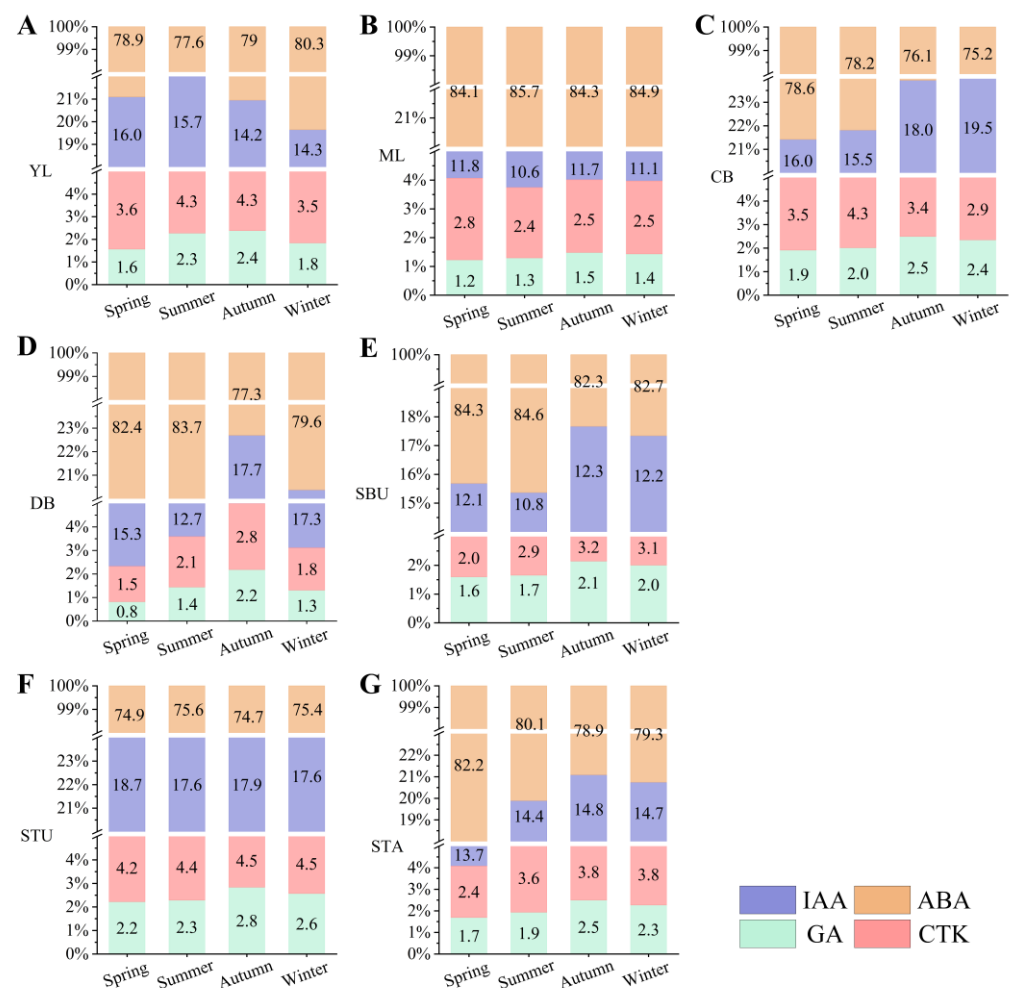 A B C
100% 100% 100%
99% 78.9 77.6 79 80.3 99% 99% 78.2 76.1 75.2
84.1 85.7 84.3 84.9 78.6
21% 21% 23%
20% 16.0 15.7 14.2 14.3 22% 18.0 19.5
19% 21% 16.0 15.5
YL ML 11.8 10.6 11.7 11.1 CB
5% 4% 5%
4% 3.6 4.3 4.3 3.5 3% 2.8 2.4 2.5 2.5 4% 3.5 4.3 3.4 2.9
3% 2% 3%
2% 1% 1.2 1.3 1.5 1.4 2%
1% 1.6 2.3 2.4 1.8 0% 1% 1.9 2.0 2.5 2.4
0% 0%
Spring Summer Autumn Winter Spring Summer Autumn Winter Spring Summer Autumn Winter
D E
100% 100%
99% 77.3 82.3 82.7
23% 82.4 83.7 79.6 18% 84.3 84.6
22% 17.7 17%
21% 16% 12.1 10.8 12.3 12.2
DB SBU 15%
4% 15.3 12.7 2.8 17.3
3% 2.1 2.0 2.9 3.2 3.1
2% 1.5 1.8 2%
1% 0.8 1.4 2.2 1.3 1% 1.6 1.7 2.1 2.0
0% 0%
Spring Summer Autumn Winter Spring Summer Autumn Winter
F G
100% 100%
99% 74.9 75.6 74.7 75.4 99% 80.1 78.9 79.3
23% 22% 82.2
22% 18.7 17.6 17.9 17.6 21%
21% 20% 14.4 14.8 14.7
19%
STU STA 13.7
4% 4.2 4.4 4.5 4.5 4% 2.4 3.6 3.8 3.8
3% 3%
2% 2%
1% 2.2 2.3 2.8 2.6 1% 1.7 1.9 2.5 2.3
0% 0%
Spring Summer Autumn Winter Spring Summer Autumn Winter
IAA ABA
GA CTK